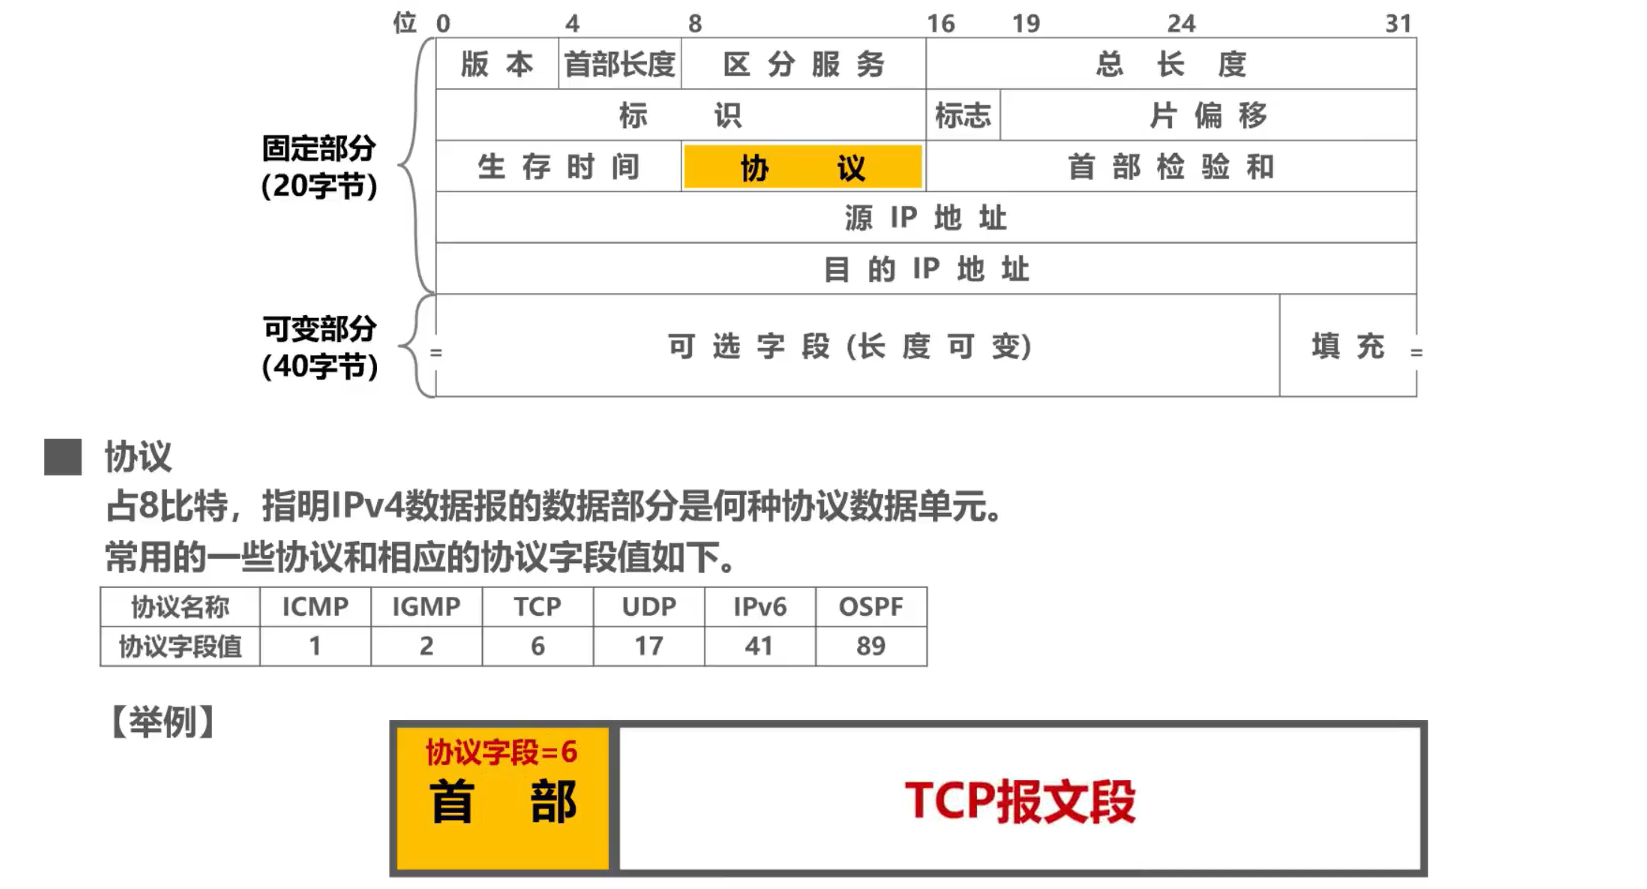 位 0 4 8 16 19 24 31
版 本 首部长度 区 分 服 务 总 长 度
标 识 标志 片 偏 移
固定部分
(20字节)
生 存 时 间 协 议 首 部 检 验 和
源 IP 地 址
目 的 IP 地 址
可变部分
(40字节)
= 可 选 字 段 (长 度 可 变) 填 充 =
协议
占8比特，指明IPv4数据报的数据部分是何种协议数据单元。
常用的一些协议和相应的协议字段值如下。
协议名称 ICMP IGMP TCP UDP IPv6 OSPF
协议字段值 1 2 6 17 41 89
【举例】
协议字段=6
首 部
TCP报文段